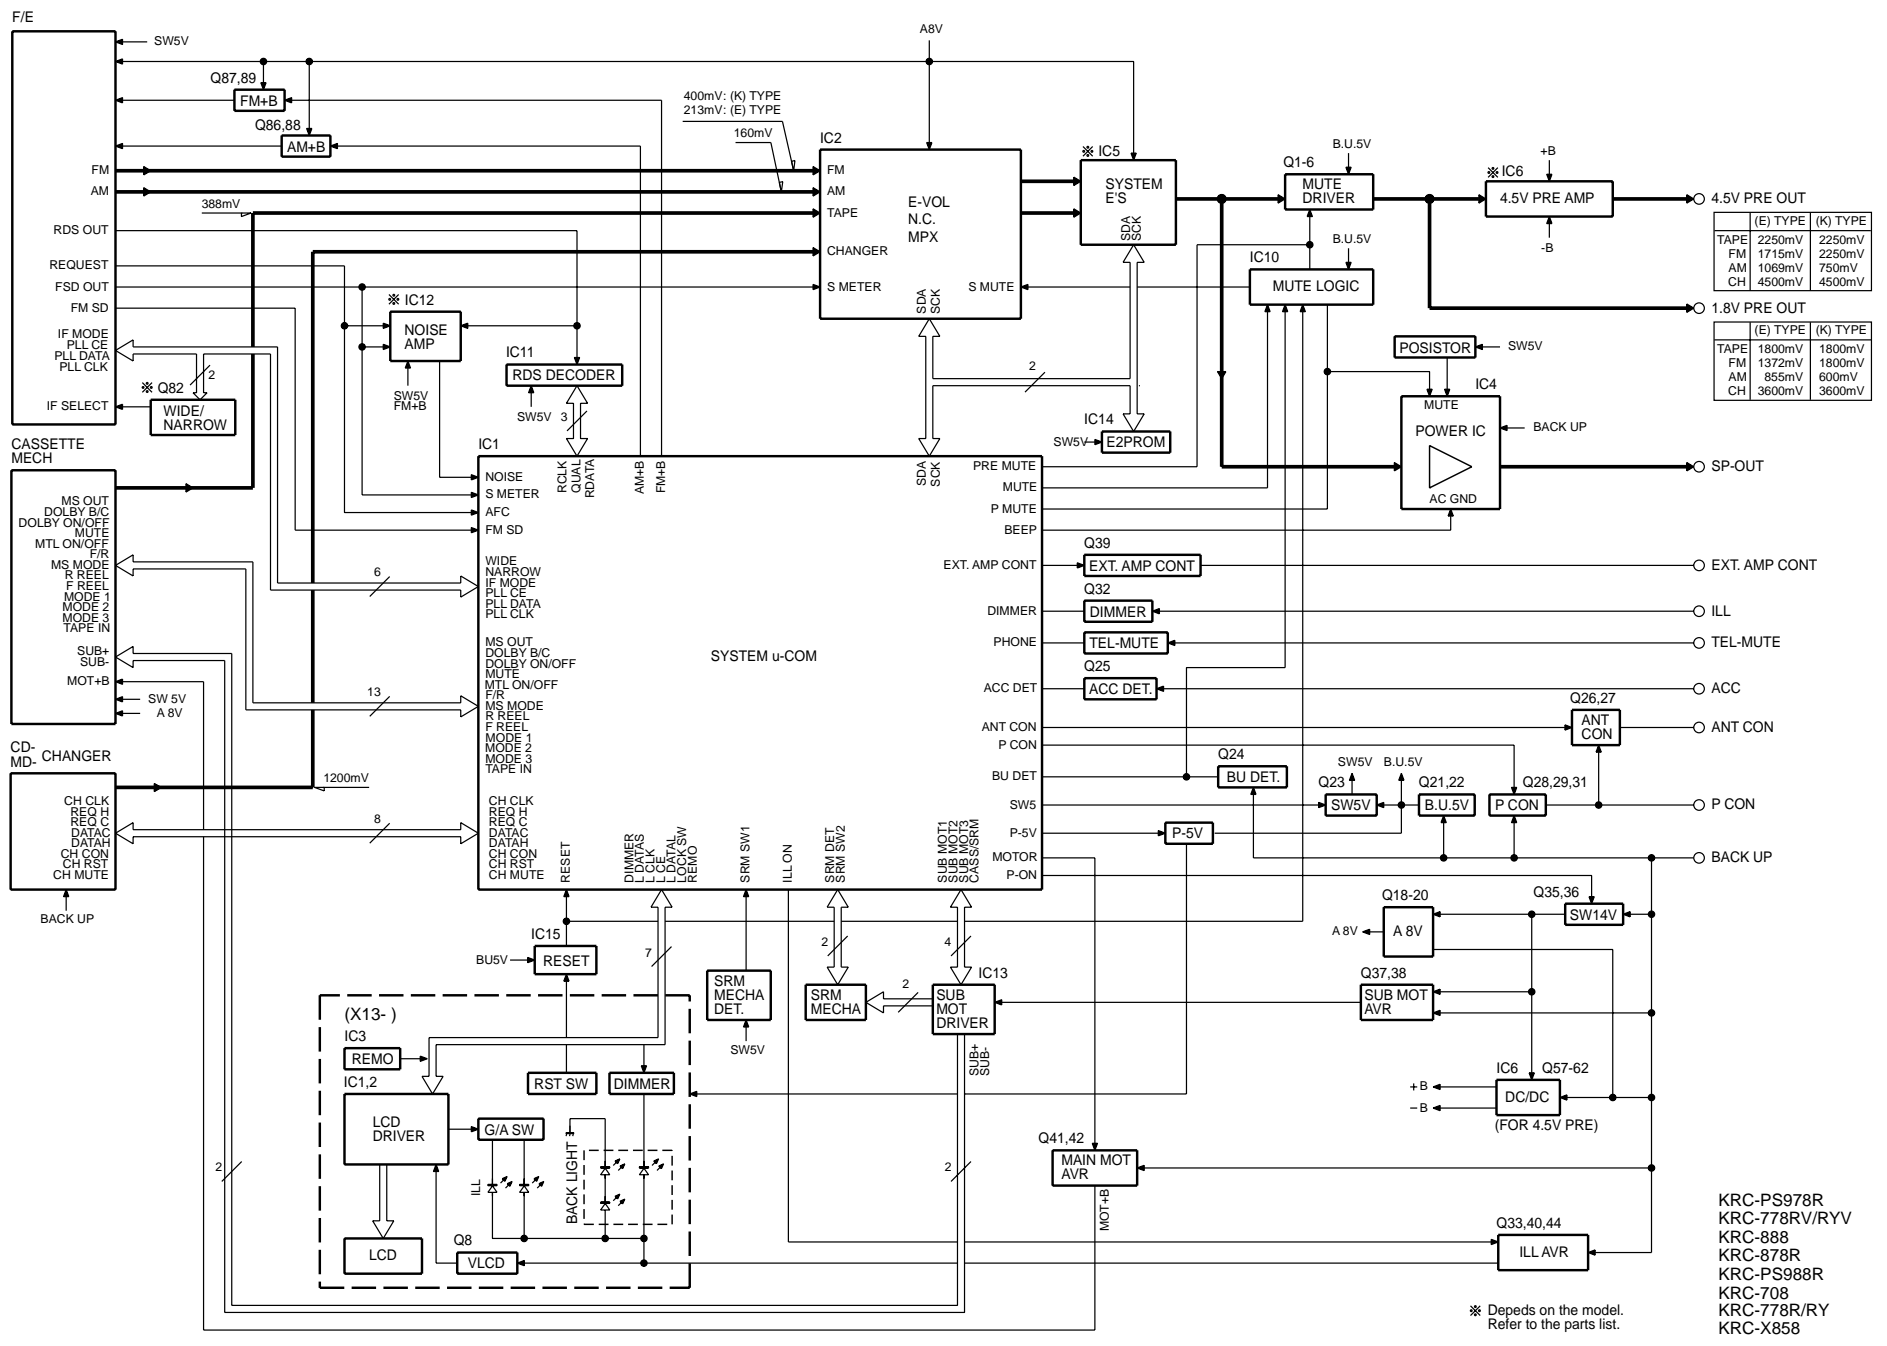 F/E
SW5V
A8V
Q87,89
FM+B
Q86,88
AM+B
400mV: (K) TYPE
213mV: (E) TYPE
160mV
FM
AM
388mV
RDS OUT
REQUEST
FSD OUT
FM SD
IF MODE
PLL CE
PLL DATA
PLL CLK
IF SELECT
2
※ Q82
WIDE/
NARROW
※ IC12
NOISE
AMP
SW5V
FM+B
IC11
RDS DECODER
SW5V
3
IC2
FM
AM
TAPE
CHANGER
S METER
E-VOL
N.C.
MPX
SDA
SCK
S MUTE
※ IC5
SYSTEM
E'S
SDA
SCK
2
IC14
SW5V
E2PROM
Q1-6
B.U.5V
MUTE
DRIVER
IC10
B.U.5V
MUTE LOGIC
※ IC6
+B
4.5V PRE AMP
-B
4.5V PRE OUT
(E) TYPE (K) TYPE
TAPE 2250mV 2250mV
FM 1715mV 2250mV
AM 1069mV 750mV
CH 4500mV 4500mV
1.8V PRE OUT
(E) TYPE (K) TYPE
TAPE 1800mV 1800mV
FM 1372mV 1800mV
AM 855mV 600mV
CH 3600mV 3600mV
POSISTOR
SW5V
IC4
MUTE
POWER IC
AC GND
BACK UP
SP-OUT
CASSETTE
MECH
MS OUT
DOLBY B/C
DOLBY ON/OFF
MUTE
MTL ON/OFF
F/R
MS MODE
R REEL
F REEL
MODE 1
MODE 2
MODE 3
TAPE IN
SUB+
SUB-
MOT+B
SW 5V
A 8V
CD-
MD- CHANGER
1200mV
CH CLK
REQ H
REQ C
DATAC
DATAH
CH CON
CH RST
CH MUTE
BACK UP
6
13
8
IC1
RCLK
QUAL
RDATA
AM+B
FM+B
SDA
SCK
NOISE
S METER
AFC
FM SD
WIDE
NARROW
IF MODE
PLL CE
PLL DATA
PLL CLK
MS OUT
DOLBY B/C
DOLBY ON/OFF
MUTE
MTL ON/OFF
F/R
MS MODE
R REEL
F REEL
MODE 1
MODE 2
MODE 3
TAPE IN
CH CLK
REQ H
REQ C
DATAC
DATAH
CH CON
CH RST
CH MUTE
SYSTEM u-COM
PRE MUTE
MUTE
P MUTE
BEEP
EXT. AMP CONT
DIMMER
PHONE
ACC DET
ANT CON
P CON
BU DET
SW5
P-5V
MOTOR
P-ON
RESET
DIMMER
L DATAS
L CLK
L CE
L DATAL
LOCK SW
REMO
SRM SW1
ILL ON
SRM DET
SRM SW2
SUB MOT1
SUB MOT2
SUB MOT3
CASS/SRM
Q39
EXT. AMP CONT
EXT. AMP CONT
Q32
DIMMER
ILL
TEL-MUTE
TEL-MUTE
Q25
ACC DET.
ACC
Q26,27
ANT
CON
ANT CON
Q24
BU DET.
SW5V
B.U.5V
Q23
SW5V
Q21,22
B.U.5V
Q28,29,31
P CON
P CON
P-5V
BACK UP
Q35,36
SW14V
Q18-20
A 8V
A 8V
Q37,38
SUB MOT
AVR
IC6
Q57-62
+B
−B
DC/DC
(FOR 4.5V PRE)
IC15
BU5V
RESET
7
SRM
MECHA
DET.
SW5V
2
SRM
MECHA
2
4
IC13
SUB
MOT
DRIVER
SUB+
SUB-
(X13- )
IC3
REMO
IC1,2
LCD
DRIVER
RST SW
DIMMER
G/A SW
ILL
BACK LIGHT
LCD
Q8
VLCD
2
2
Q41,42
MAIN MOT
AVR
MOT+B
Q33,40,44
ILL AVR
※ Depeds on the model.
Refer to the parts list.
KRC-PS978R
KRC-778RV/RYV
KRC-888
KRC-878R
KRC-PS988R
KRC-708
KRC-778R/RY
KRC-X858